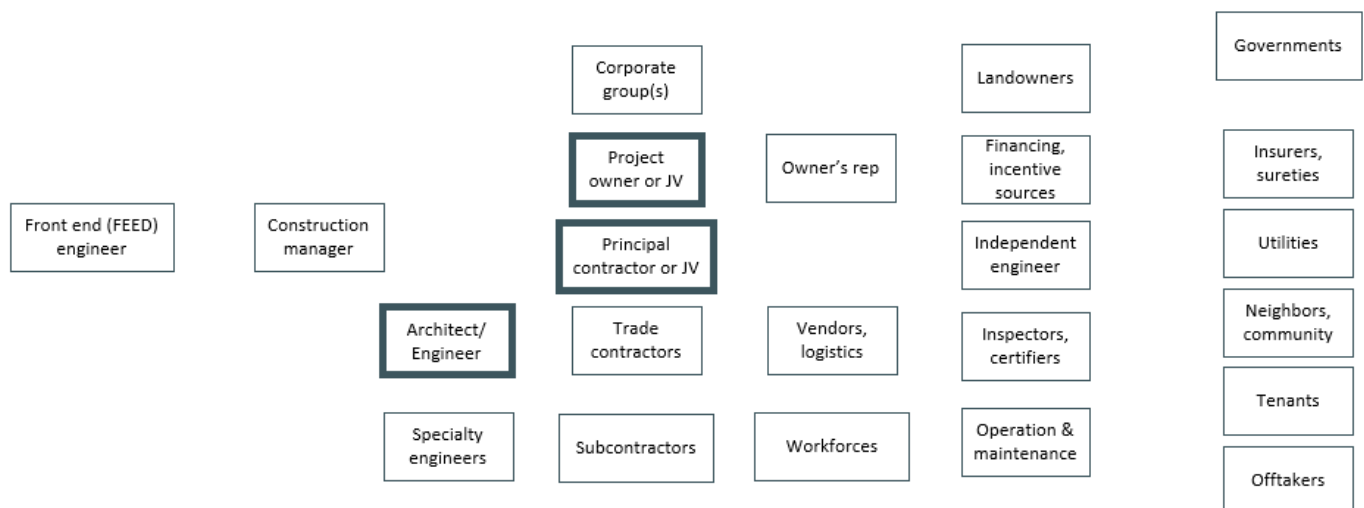 Governments
Corporate
group(s)
Landowners
Project
owner or JV
Owner's rep
Financing,
incentive
sources
Insurers,
sureties
Front end (FEED)
engineer
Construction
manager
Principal
contractor or JV
Independent
engineer
Utilities
Architect/
Engineer
Trade
contractors
Vendors,
logistics
Inspectors,
certifiers
Neighbors,
community
Tenants
Specialty
engineers
Subcontractors
Workforces
Operation &
maintenance
Offtakers